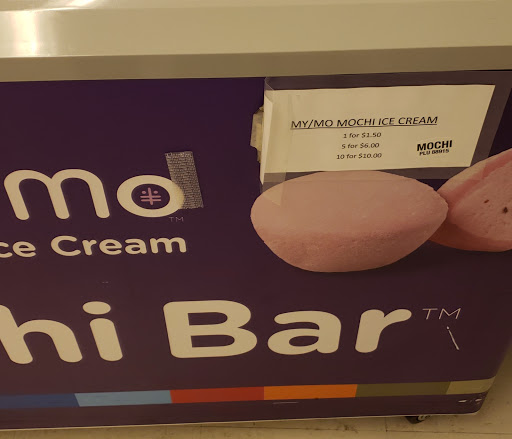 MY/MO MOCHI ICE CREAM
1 for $1.50
5 for $6.00
10 for $10.00
MOCHI
mo™
ce Cream
hi Bar™